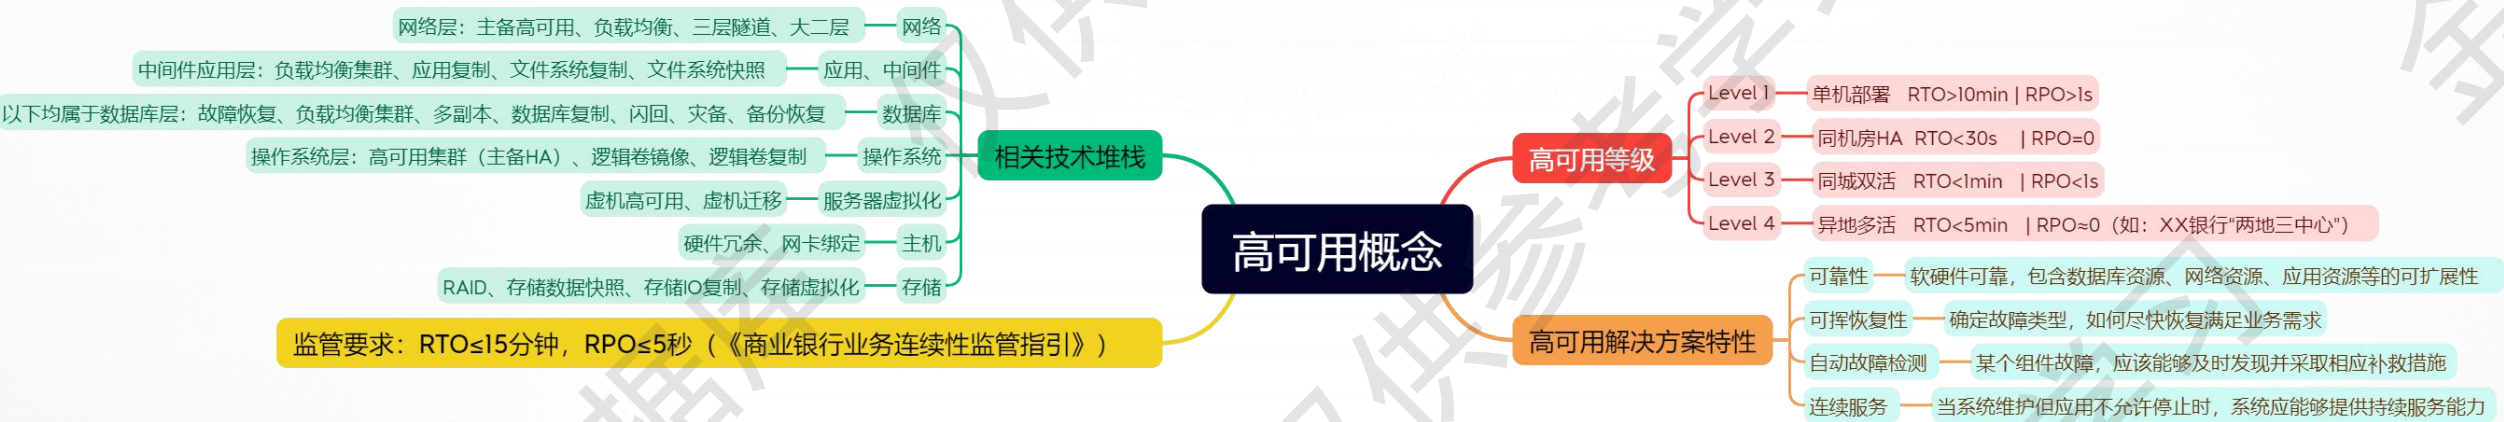 高可用概念
相关技术堆栈
网络层：主备高可用、负载均衡、三层隧道、大二层
网络
中间件应用层：负载均衡集群、应用复制、文件系统复制、文件系统快照
应用、中间件
以下均属于数据库层：故障恢复、负载均衡集群、多副本、数据库复制、闪回、灾备、备份恢复
数据库
操作系统层：高可用集群（主备HA）、逻辑卷镜像、逻辑卷复制
操作系统
虚机高可用、虚机迁移
服务器虚拟化
硬件冗余、网卡绑定
主机
RAID、存储数据快照、存储IO复制、存储虚拟化
存储
监管要求：RTO≤15分钟，RPO≤5秒（《商业银行业务连续性监管指引》）
高可用等级
Level 1
单机部署 RTO>10min | RPO>1s
Level 2
同机房HA RTO<30s | RPO=0
Level 3
同城双活 RTO<1min | RPO<1s
Level 4
异地多活 RTO<5min | RPO≈0（如：XX银行"两地三中心"）
高可用解决方案特性
可靠性
软硬件可靠，包含数据库资源、网络资源、应用资源等的可扩展性
可挥恢复性
确定故障类型，如何尽快恢复满足业务需求
自动故障检测
某个组件故障，应该能够及时发现并采取相应补救措施
连续服务
当系统维护但应用不允许停止时，系统应能够提供持续服务能力